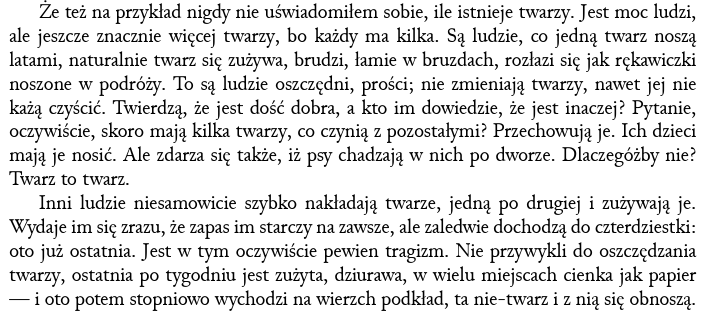 Że też na przykład nigdy nie uświadomiłem sobie, ile istnieje twarzy. Jest moc ludzi,
ale jeszcze znacznie więcej twarzy, bo każdy ma kilka. Są ludzie, co jedną twarz noszą
latami, naturalnie twarz się zużywa, brudzi, łamie w bruzdach, rozłazi się jak rękawiczki
noszone w podróży. To są ludzie oszczędni, prości; nie zmieniają twarzy, nawet jej nie
każą czyścić. Twierdzą, że jest dość dobra, a kto im dowiedzie, że jest inaczej? Pytanie,
oczywiście, skoro mają kilka twarzy, co czynią z pozostałymi? Przechowują je. Ich dzieci
mają je nosić. Ale zdarza się także, iż psy chadzają w nich po dworze. Dlaczegóżby nie?
Twarz to twarz.
Inni ludzie niesamowicie szybko nakładają twarze, jedną po drugiej i zużywają je.
Wydaje im się zrazu, że zapas im starczy na zawsze, ale zaledwie dochodzą do czterdziestki:
oto już ostatnia. Jest w tym oczywiście pewien tragizm. Nie przywykli do oszczędzania
twarzy, ostatnia po tygodniu jest zużyta, dziurawa, w wielu miejscach cienka jak papier
— i oto potem stopniowo wychodzi na wierzch podkład, ta nie-twarz i z nią się obnoszą.